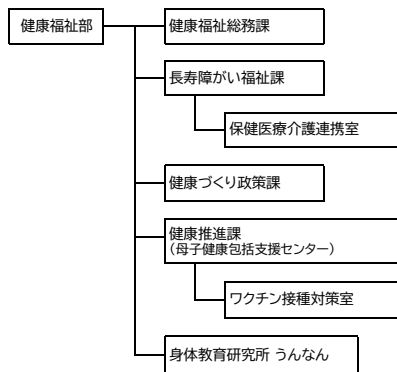 健康福祉部
健康福祉総務課
長寿障がい福祉課
保健医療介護連携室
健康づくり政策課
健康推進課
（母子健康包括支援センター）
ワクチン接種対策室
身体教育研究所 うんなん